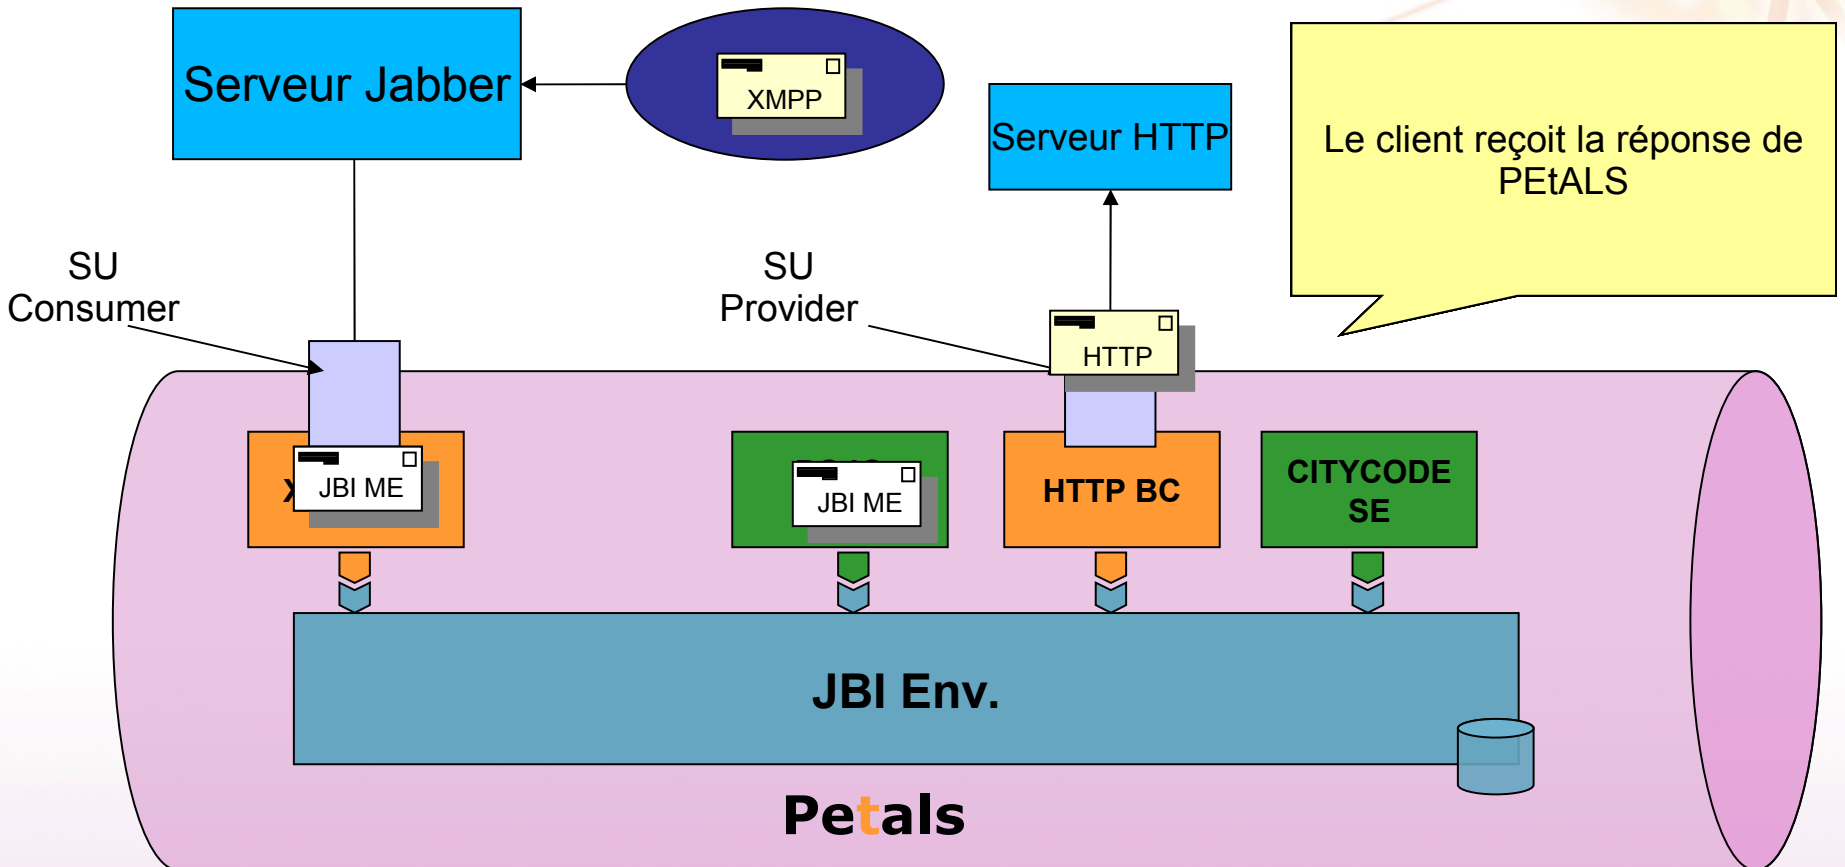 Serveur Jabber
XMPP
Serveur HTTP
Le client reçoit la réponse de
PEtALS
SU
Consumer
SU
Provider
HTTP
JBI ME
JBI ME
HTTP BC
CITYCODE
SE
JBI Env.
Petals